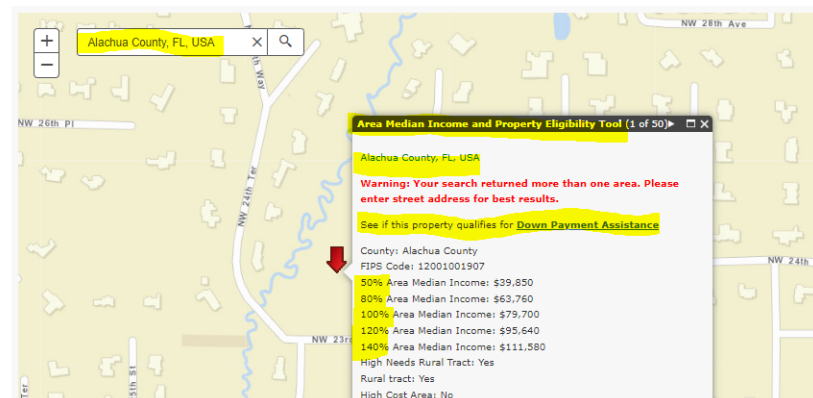 NW 28th Ave
+
Alachua County, FL, USA
−
th Way
NW 26th Pl
Area Median Income and Property Eligibility Tool (1 of 50)
Alachua County, FL, USA
Warning: Your search returned more than one area. Please
enter street address for best results.
NW 24th Ter
See if this property qualifies for Down Payment Assistance
County: Alachua County
NW 24th
FIPS Code: 12001001907
50% Area Median Income: $39,850
80% Area Median Income: $63,760
100% Area Median Income: $79,700
120% Area Median Income: $95,640
NW 23r
140% Area Median Income: $111,580
High Needs Rural Tract: Yes
5th St
Rural tract: Yes
Ter
High Cost Area: No